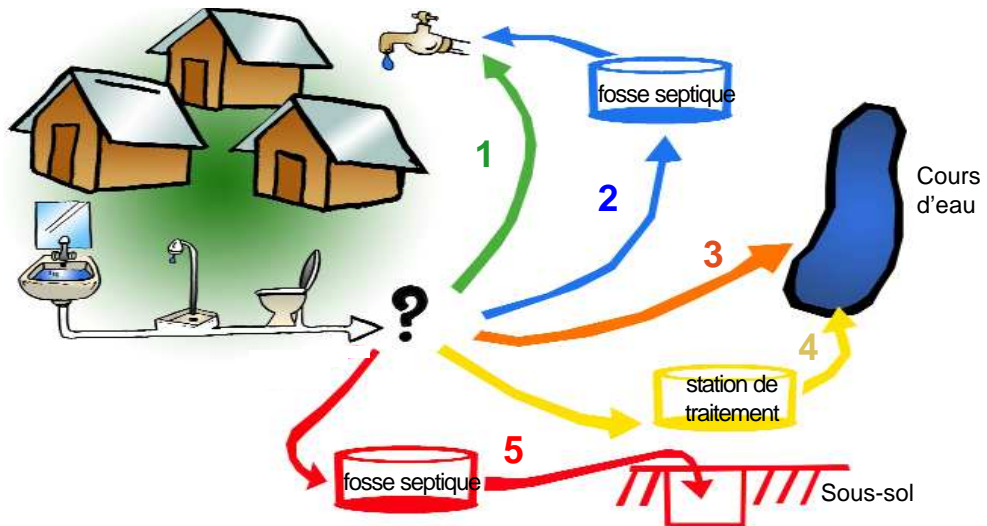 fosse septique
1
2
Cours
d'eau
3
?
4
station de
traitement
5
fosse septique
Sous-sol